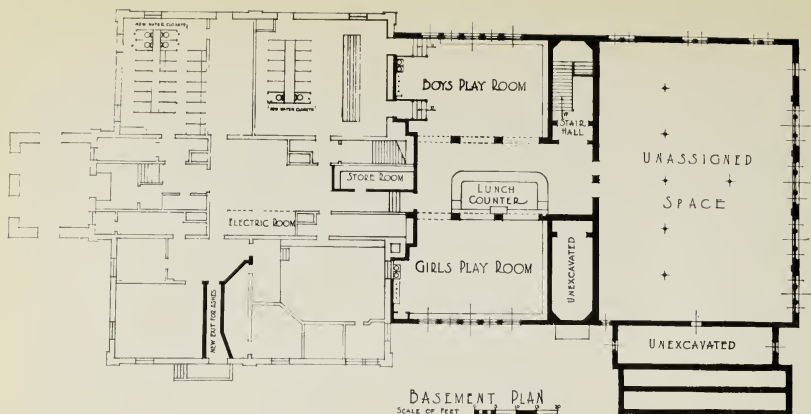 NEW WATER CLOSETS
NEW WATER CLOSETS
BOYS PLAY ROOM
STAIR
HALL
UNASSIGNED
SPACE
STORE ROOM
LUNCH
COUNTER
ELECTRIC ROOM
GIRLS PLAY ROOM
UNEXCAVATED
NEW EXIT FOR ASHES
UNEXCAVATED
BASEMENT PLAN
SCALE OF FEET